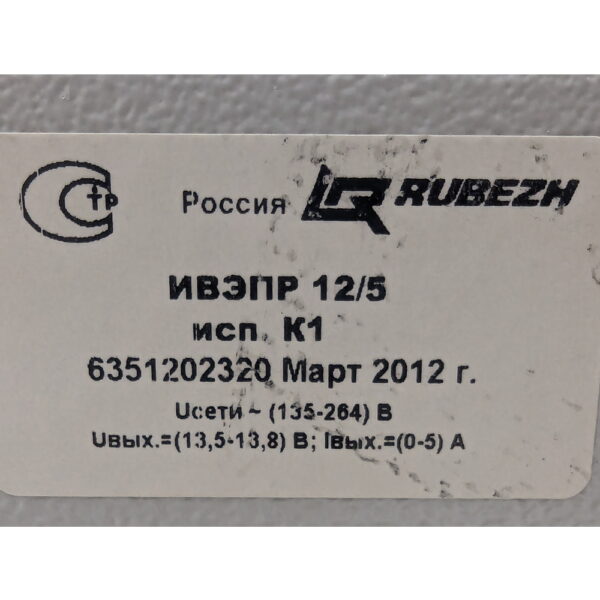 Стр Россия RUBEZH
ИВЭПР 12/5
исп. К1
6351202320 Март 2012 г.
Uсети ~ (135-264) В
Uвых.=(13,5-13,8) В; Iвых.=(0-5) А